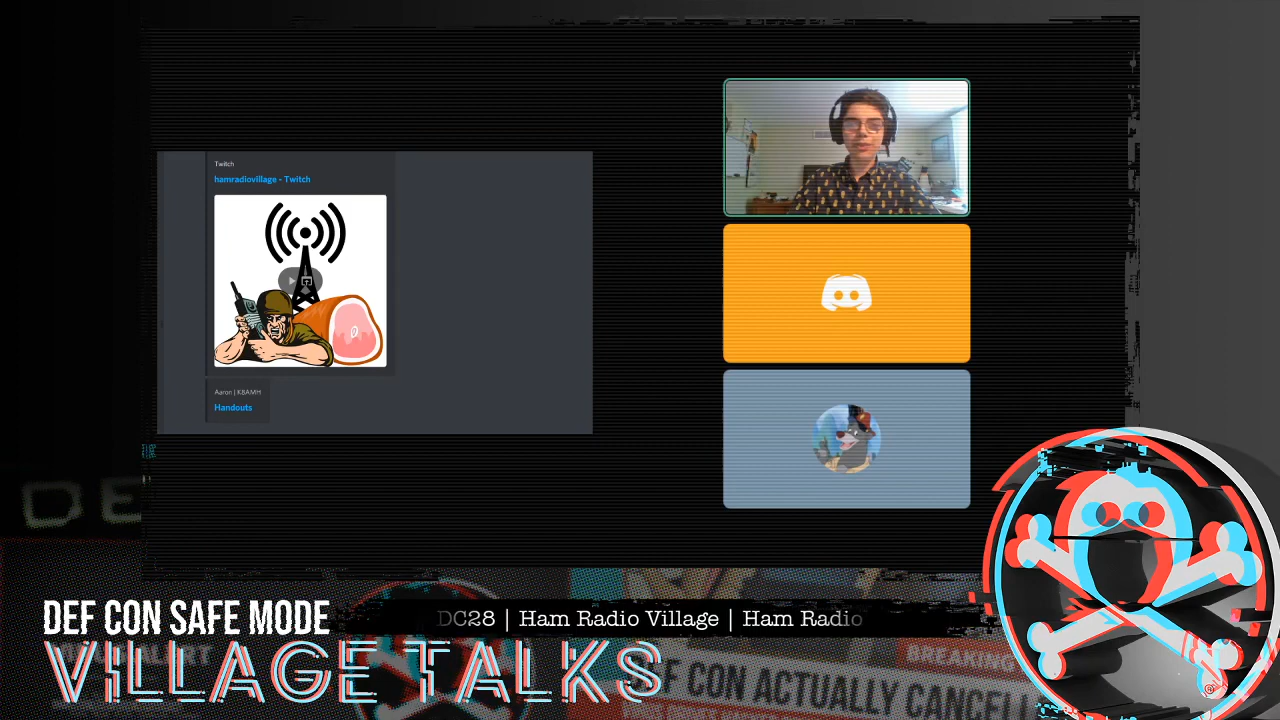 Twitch
hamradiovillage - Twitch
Aaron | K8AMH
Handouts
DEF CON SAFE MODE
DC28 | Ham Radio Village | Ham Radio
VILLAGE TALKS
BREAKING
F CON ACTUALLY CANCELL